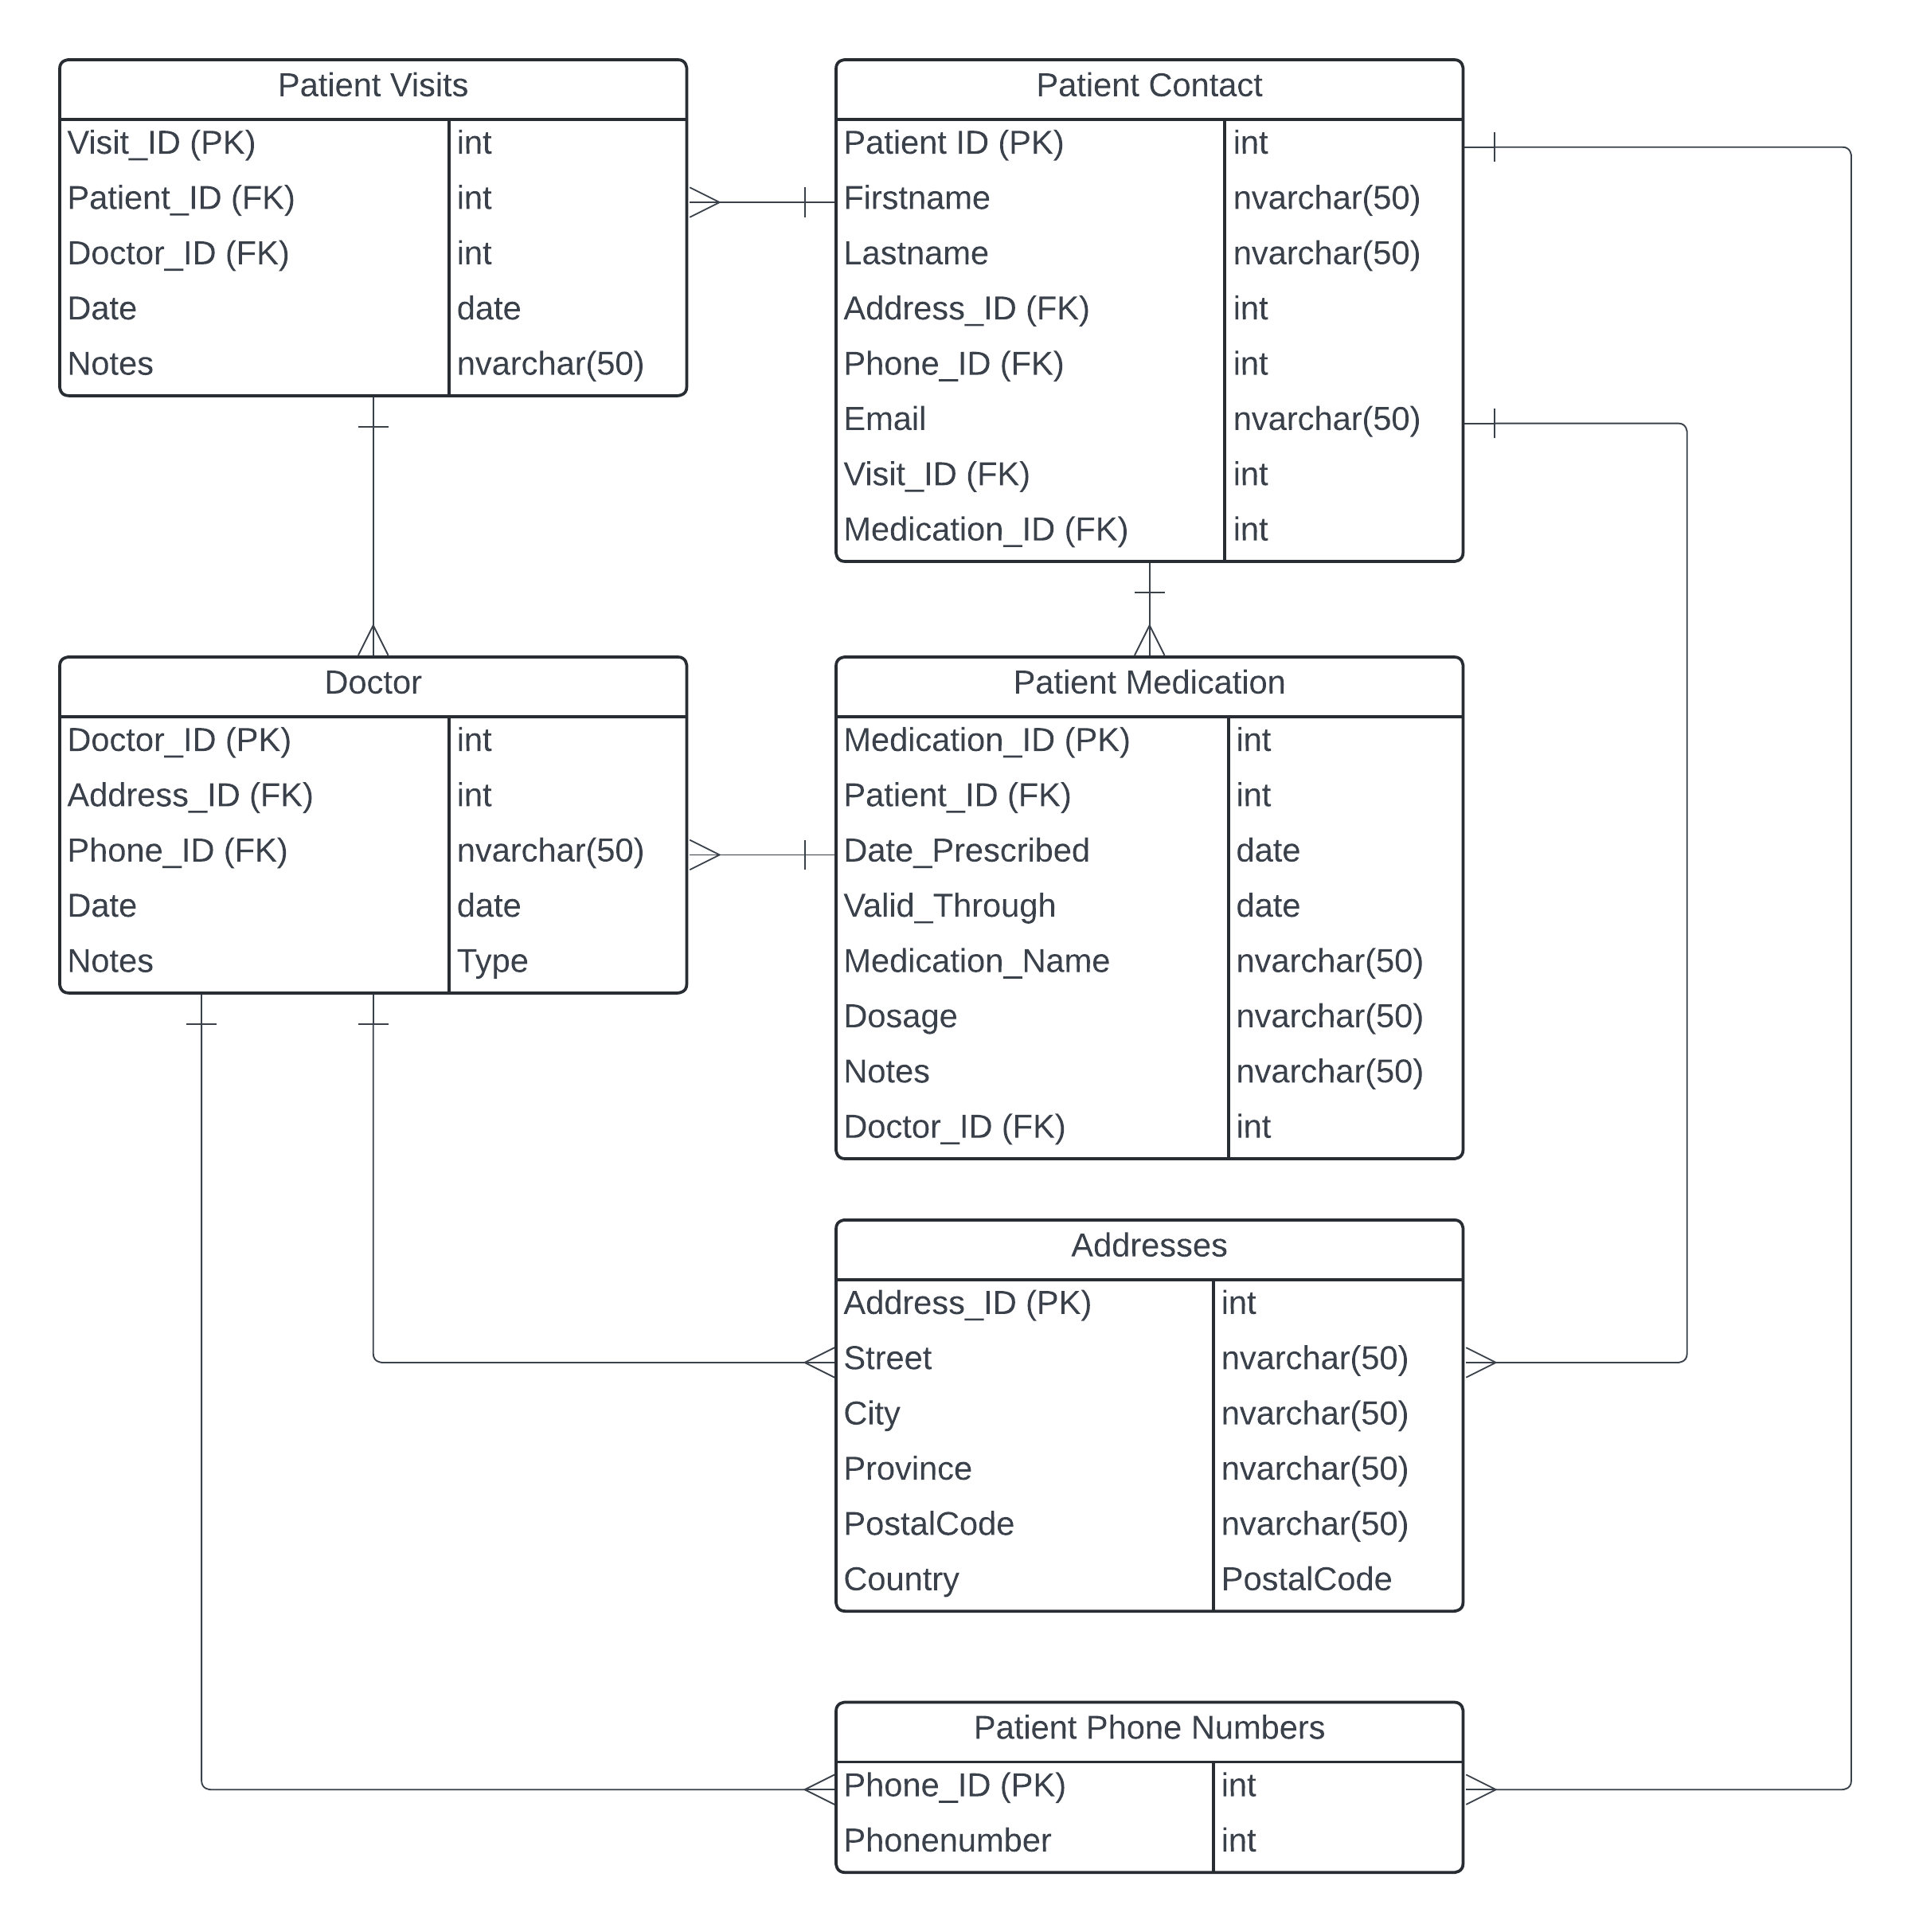 Patient Visits
Visit_ID (PK) int
Patient_ID (FK) int
Doctor_ID (FK) int
Date date
Notes nvarchar(50)
Patient Contact
Patient ID (PK) int
Firstname nvarchar(50)
Lastname nvarchar(50)
Address_ID (FK) int
Phone_ID (FK) int
Email nvarchar(50)
Visit_ID (FK) int
Medication_ID (FK) int
Doctor
Doctor_ID (PK) int
Address_ID (FK) int
Phone_ID (FK) nvarchar(50)
Date date
Notes Type
Patient Medication
Medication_ID (PK) int
Patient_ID (FK) int
Date_Prescribed date
Valid_Through date
Medication_Name nvarchar(50)
Dosage nvarchar(50)
Notes nvarchar(50)
Doctor_ID (FK) int
Addresses
Address_ID (PK) int
Street nvarchar(50)
City nvarchar(50)
Province nvarchar(50)
PostalCode nvarchar(50)
Country PostalCode
Patient Phone Numbers
Phone_ID (PK) int
Phonenumber int